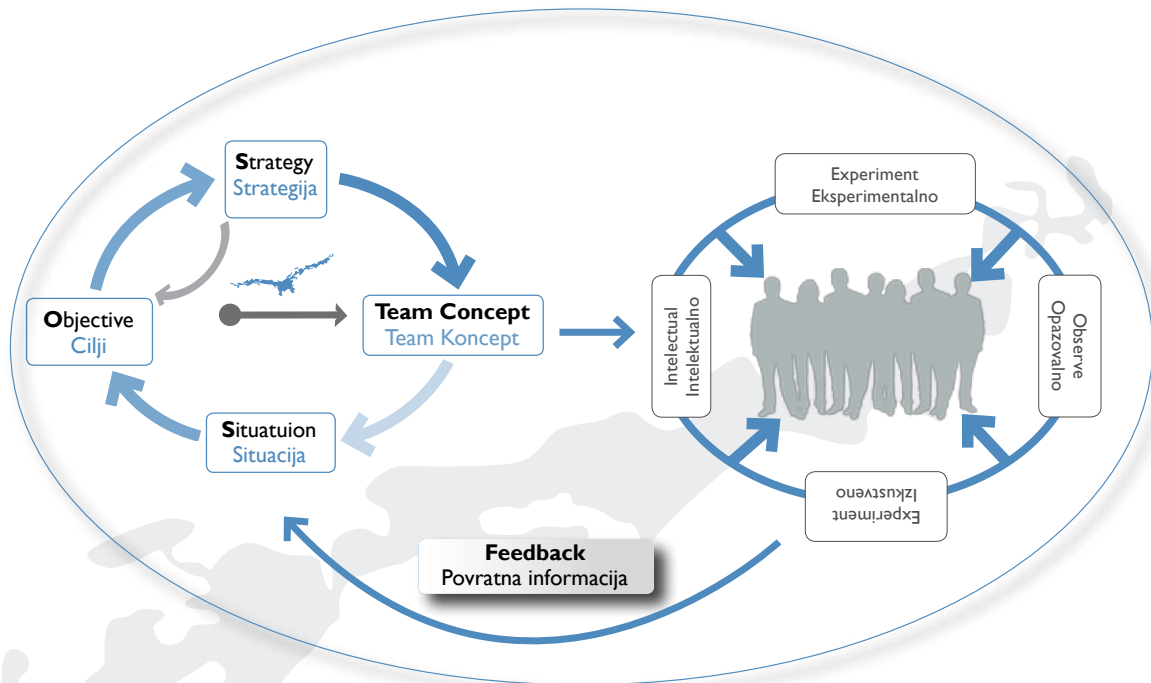 Strategy
Strategija
Experiment
Eksperimentalno
Objective
Cilji
Team Concept
Team Koncept
Intelectual
Intelektualno
Observe
Opazovalno
Situatuion
Situacija
Experiment
Izkustveno
Feedback
Povratna informacija